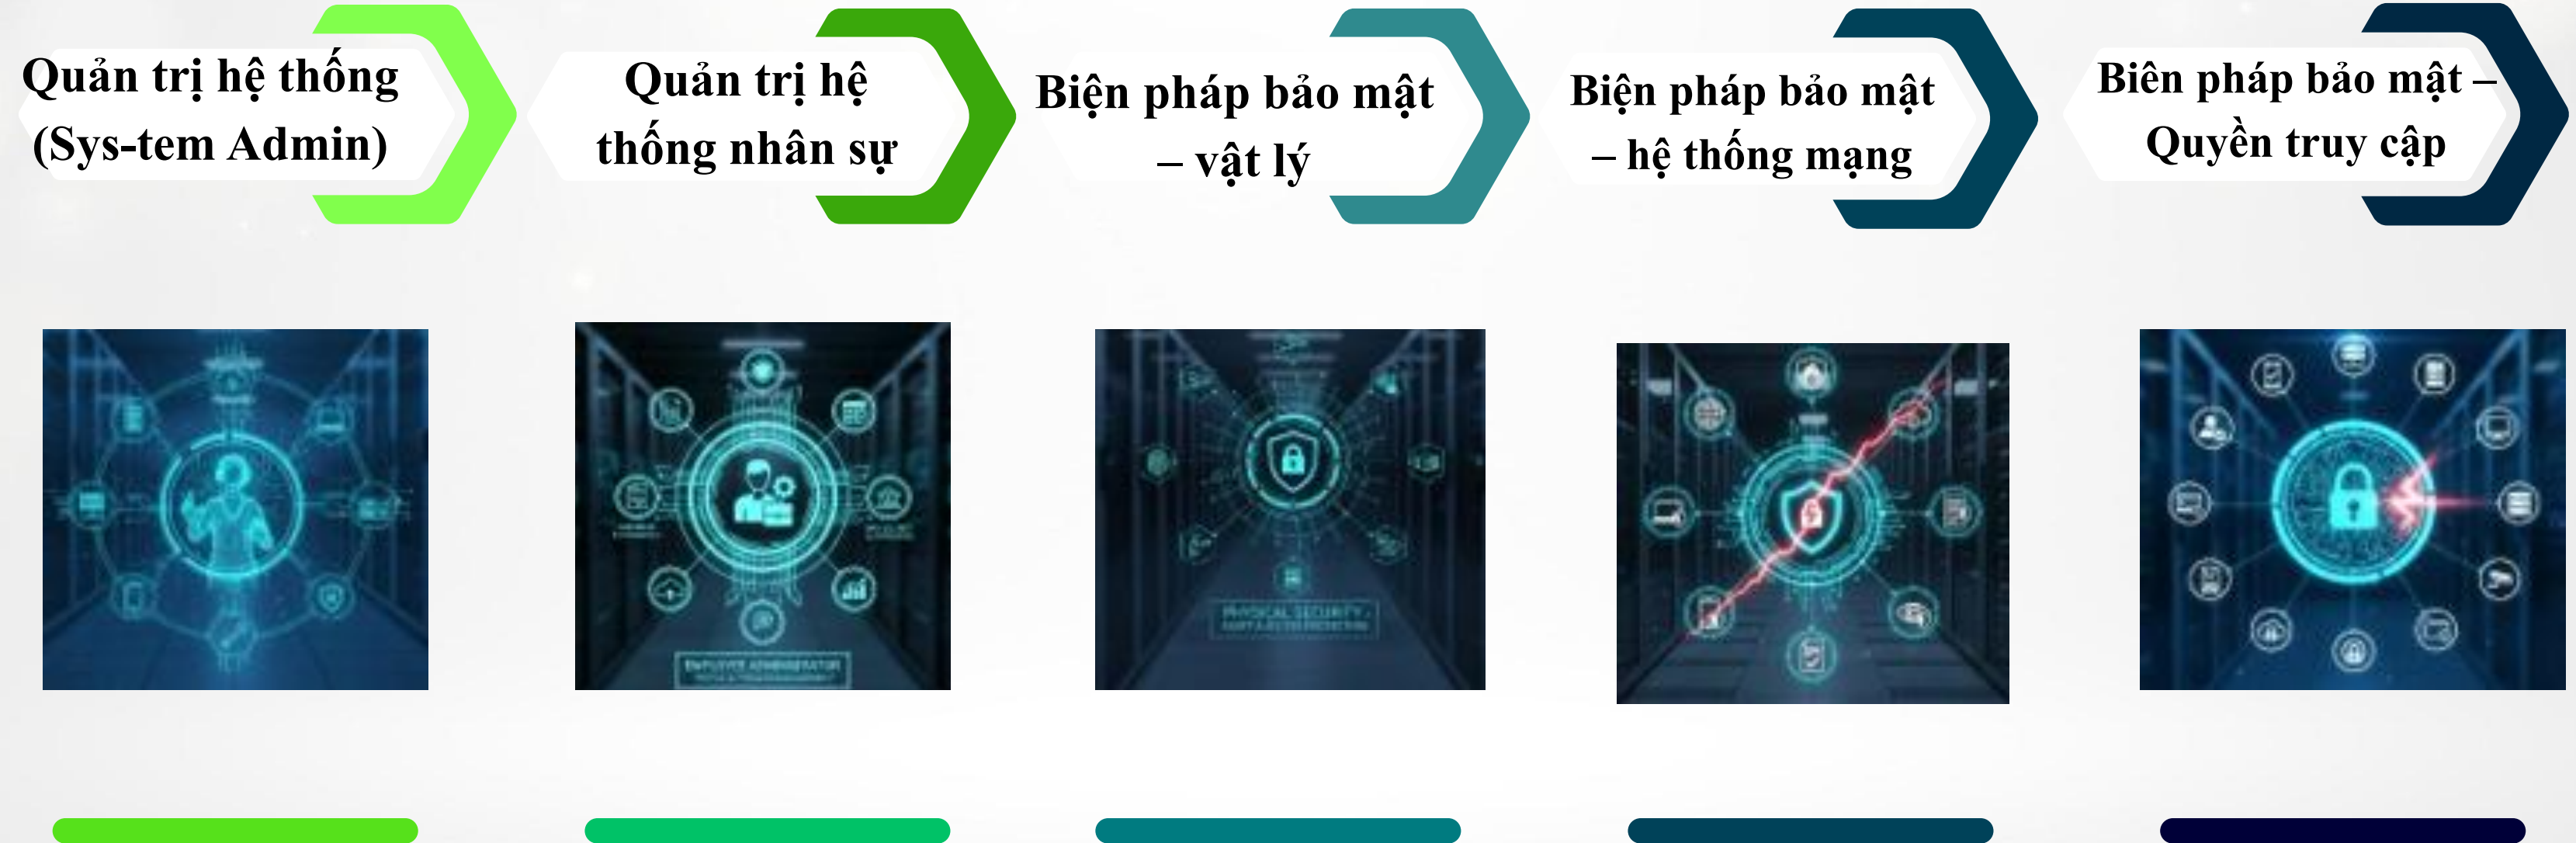 Quản trị hệ thống
(Sys-tem Admin)
Quản trị hệ
thống nhân sự
Biện pháp bảo mật
– vật lý
Biện pháp bảo mật
– hệ thống mạng
Biên pháp bảo mật –
Quyền truy cập
EMPLOYEE ADMINISTRATOR
PHYSICAL SECURITY